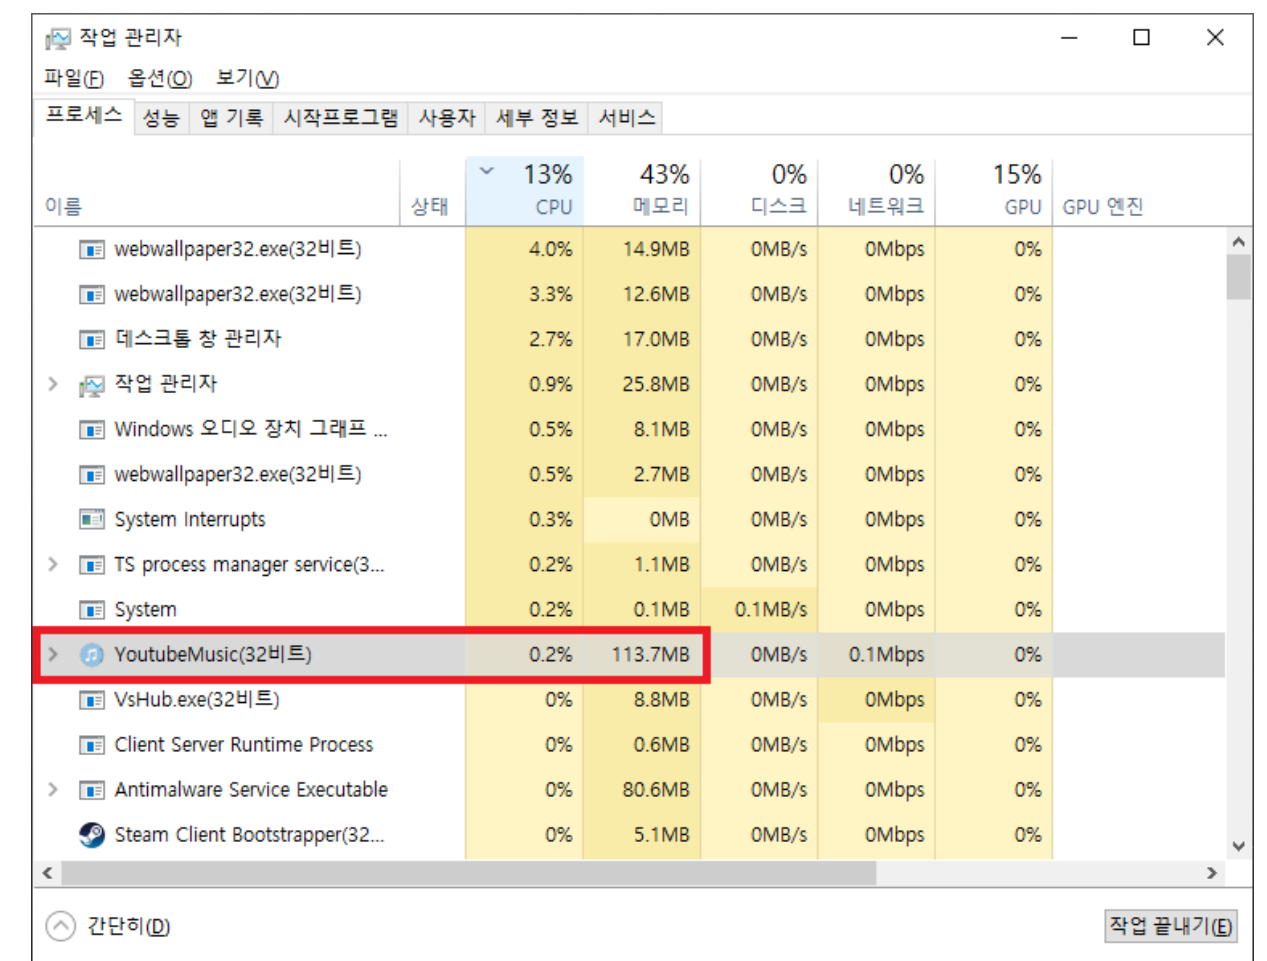 작업 관리자
파일(F) 옵션(O) 보기(V)
프로세스 성능 앱 기록 시작프로그램 사용자 세부 정보 서비스
13% 43% 0% 0% 15%
이름 상태 CPU 메모리 디스크 네트워크 GPU GPU 엔진
webwallpaper32.exe(32비트) 4.0% 14.9MB 0MB/s 0Mbps 0%
webwallpaper32.exe(32비트) 3.3% 12.6MB 0MB/s 0Mbps 0%
데스크톱 창 관리자 2.7% 17.0MB 0MB/s 0Mbps 0%
작업 관리자 0.9% 25.8MB 0MB/s 0Mbps 0%
Windows 오디오 장치 그래프 ... 0.5% 8.1MB 0MB/s 0Mbps 0%
webwallpaper32.exe(32비트) 0.5% 2.7MB 0MB/s 0Mbps 0%
System Interrupts 0.3% 0MB 0MB/s 0Mbps 0%
TS process manager service(3... 0.2% 1.1MB 0MB/s 0Mbps 0%
System 0.2% 0.1MB 0.1MB/s 0Mbps 0%
YoutubeMusic(32비트) 0.2% 113.7MB 0MB/s 0.1Mbps 0%
VsHub.exe(32비트) 0% 8.8MB 0MB/s 0Mbps 0%
Client Server Runtime Process 0% 0.6MB 0MB/s 0Mbps 0%
Antimalware Service Executable 0% 80.6MB 0MB/s 0Mbps 0%
Steam Client Bootstrapper(32... 0% 5.1MB 0MB/s 0Mbps 0%
간단히(D) 작업 끝내기(E)